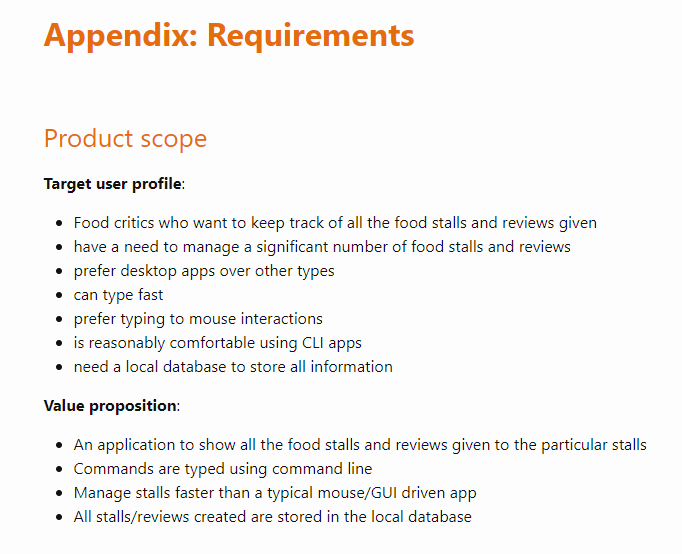 Appendix: Requirements
Product scope
Target user profile:
• Food critics who want to keep track of all the food stalls and reviews given
• have a need to manage a significant number of food stalls and reviews
• prefer desktop apps over other types
• can type fast
• prefer typing to mouse interactions
• is reasonably comfortable using CLI apps
• need a local database to store all information
Value proposition:
• An application to show all the food stalls and reviews given to the particular stalls
• Commands are typed using command line
• Manage stalls faster than a typical mouse/GUI driven app
• All stalls/reviews created are stored in the local database